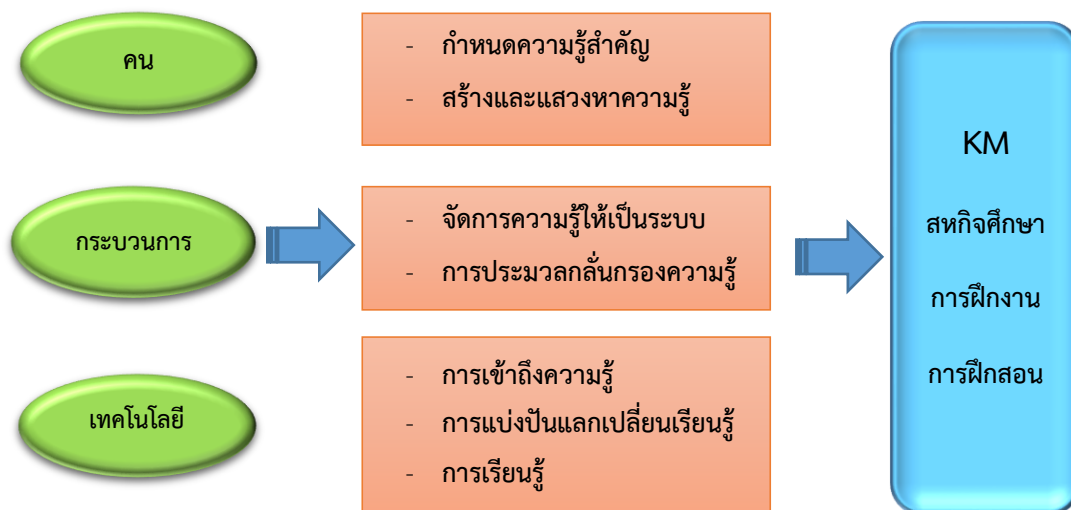 คน
- กำหนดความรู้สำคัญ
- สร้างและแสวงหาความรู้
กระบวนการ
- จัดการความรู้ให้เป็นระบบ
- การประมวลกลั่นกรองความรู้
เทคโนโลยี
- การเข้าถึงความรู้
- การแบ่งปันแลกเปลี่ยนเรียนรู้
- การเรียนรู้
KM
สหกิจศึกษา
การฝึกงาน
การฝึกสอน